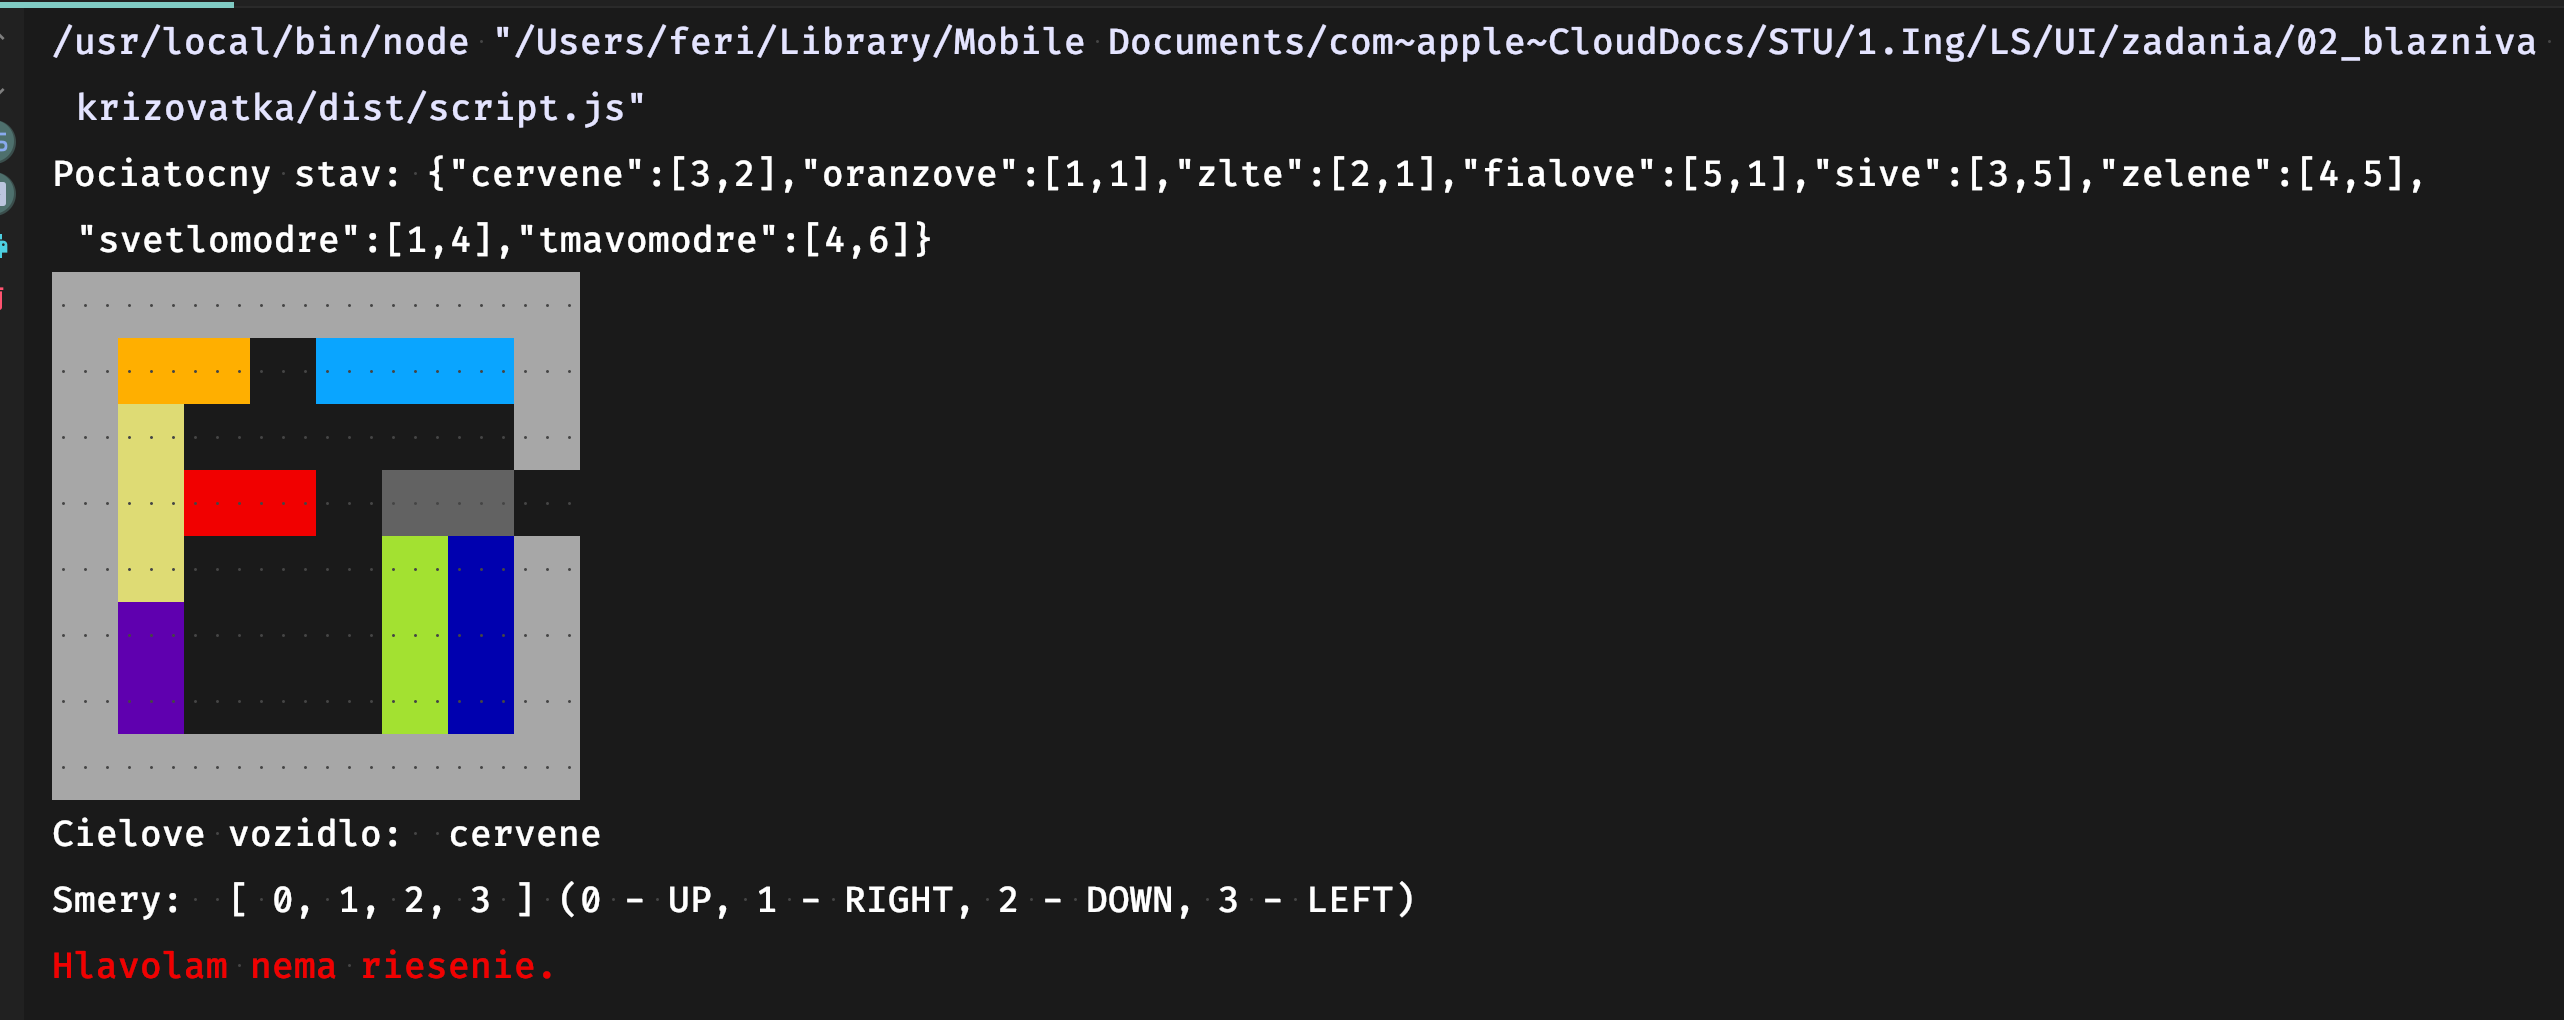 /usr/local/bin/node "/Users/feri/Library/Mobile Documents/com~apple~CloudDocs/STU/1.Ing/LS/UI/zadania/02_blazniva
krizovatka/dist/script.js"
Pociatocny stav: {"cervene":[3,2],"oranzove":[1,1],"zlte":[2,1],"fialove":[5,1],"sive":[3,5],"zelene":[4,5],
"svetlomodre":[1,4],"tmavomodre":[4,6]}
Cielove vozidlo:  cervene
Smery:  [ 0, 1, 2, 3 ] (0 - UP, 1 - RIGHT, 2 - DOWN, 3 - LEFT)
Hlavolam nema riesenie.